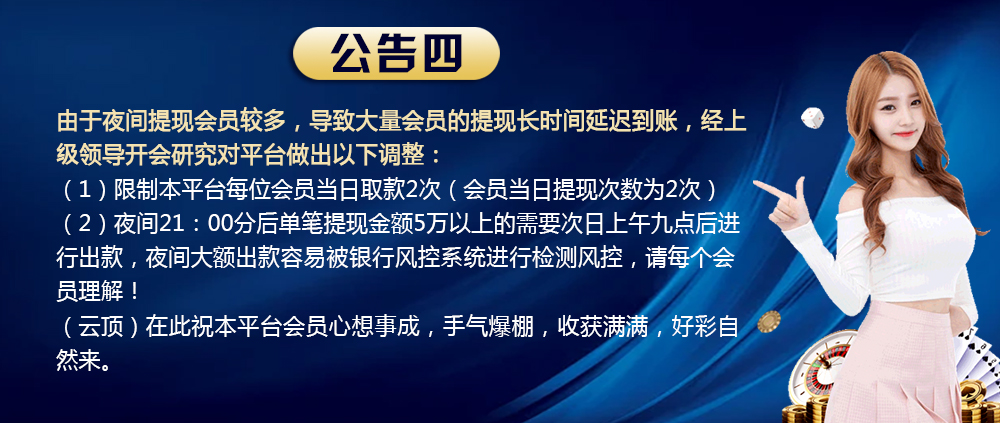 公告四
由于夜间提现会员较多，导致大量会员的提现长时间延迟到账，经上
级领导开会研究对平台做出以下调整：
（1）限制本平台每位会员当日取款2次（会员当日提现次数为2次）
（2）夜间21：00分后单笔提现金额5万以上的需要次日上午九点后进
行出款，夜间大额出款容易被银行风控系统进行检测风控，请每个会
员理解！
（云顶）在此祝本平台会员心想事成，手气爆棚，收获满满，好彩自
然来。